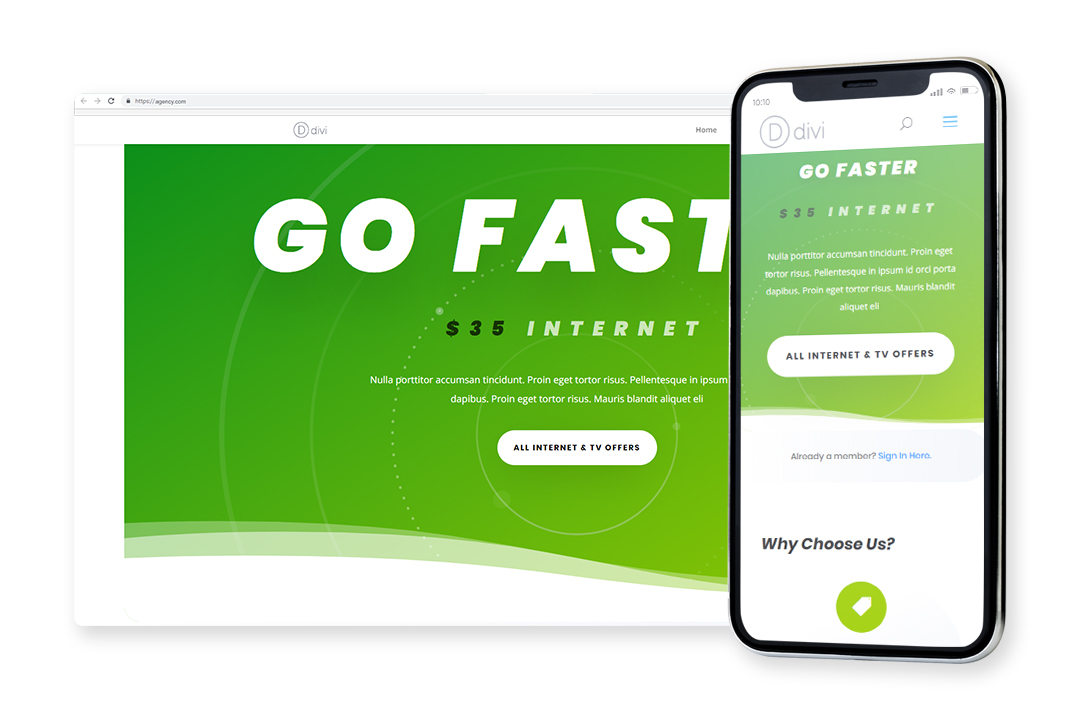 https://agency.com
D divi
Home
GO FAST
$35 INTERNET
Nulla porttitor accumsan tincidunt. Proin eget tortor risus. Pellentesque in ipsum
dapibus. Proin eget tortor risus. Mauris blandit aliquet eli
ALL INTERNET & TV OFFERS
10:10
D divi
GO FASTER
$35 INTERNET
Nulla porttitor accumsan tincidunt. Proin eget
tortor risus. Pellentesque in ipsum id orci porta
dapibus. Proin eget tortor risus. Mauris blandit
aliquet eli
ALL INTERNET & TV OFFERS
Already a member? Sign In Here.
Why Choose Us?